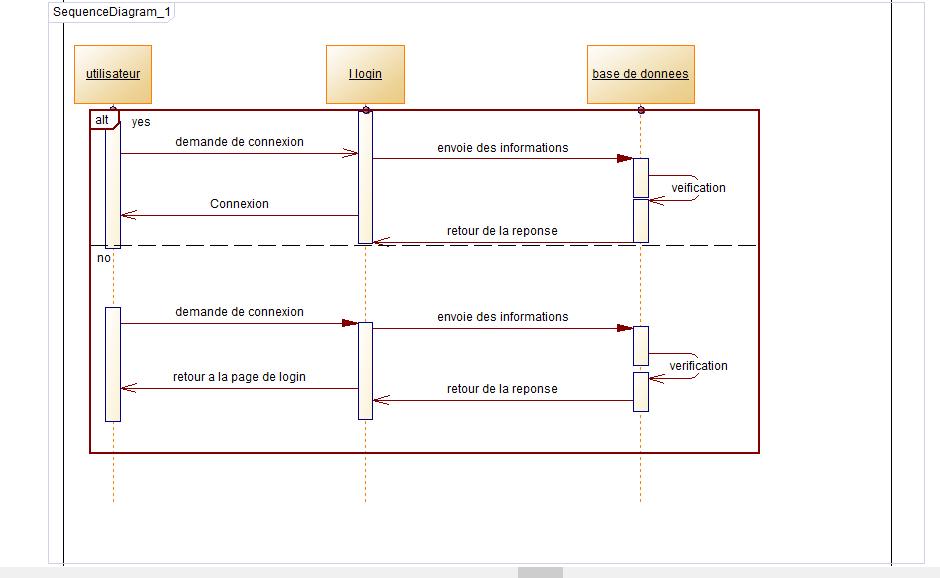 SequenceDiagram_1
utilisateur
l login
base de donnees
alt
yes
demande de connexion
envoie des informations
veification
Connexion
retour de la reponse
no
demande de connexion
envoie des informations
verification
retour a la page de login
retour de la reponse